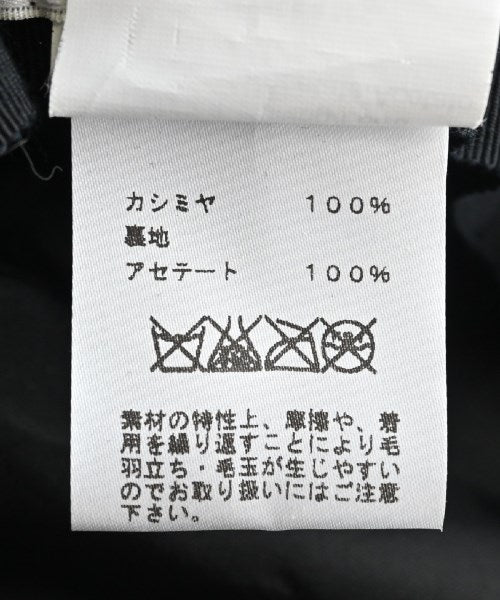 カシミヤ 100%
裏地
アセテート 100%
素材の特性上、摩擦や、着
用を繰り返すことにより毛
羽立ち・毛玉が生じやすい
のでお取り扱いにはご注意
下さい。